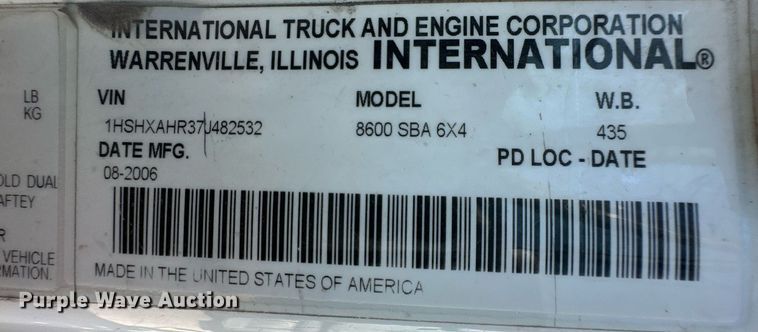 INTERNATIONAL TRUCK AND ENGINE CORPORATION
WARRENVILLE, ILLINOIS INTERNATIONAL®
LB
KG
VIN MODEL W.B.
1HSHXAHR37J482532 8600 SBA 6X4 435
DATE MFG. PD LOC - DATE
08-2006
OLD DUAL
AFTEY
R
VEHICLE
MATION.
MADE IN THE UNITED STATES OF AMERICA
Purple Wave Auction